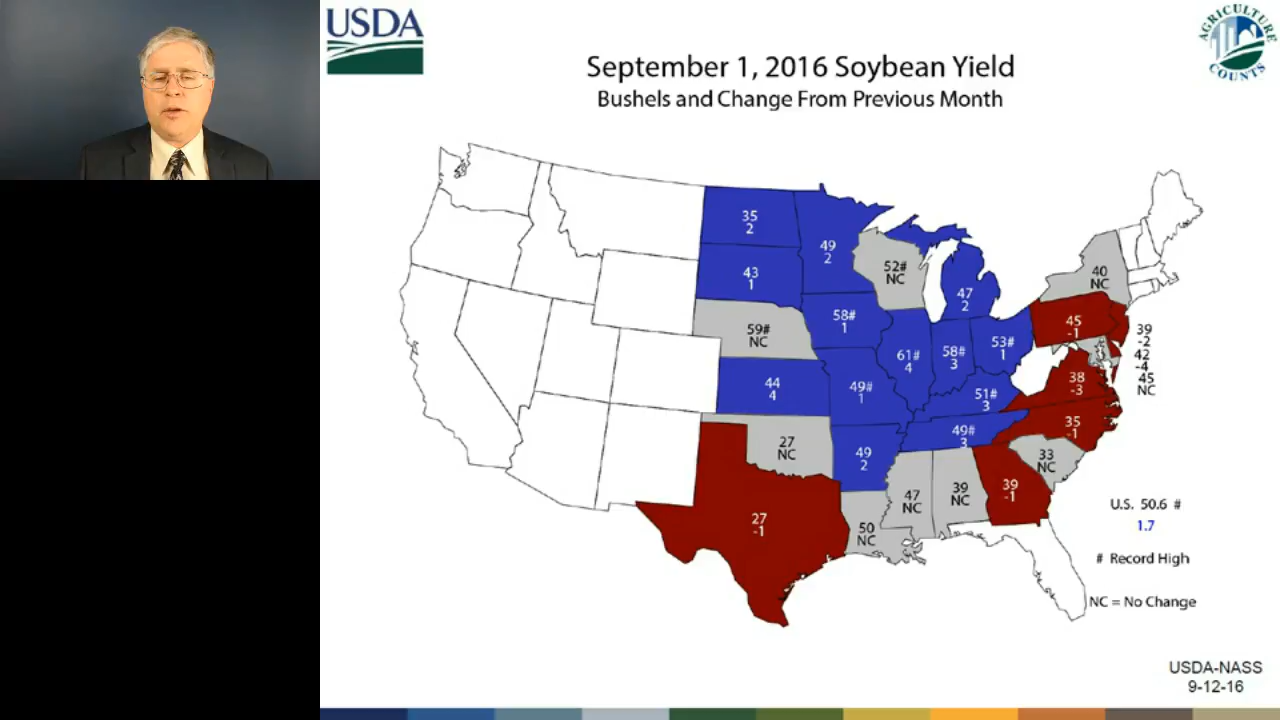 USDA
AGRICULTURE
COUNTS
September 1, 2016 Soybean Yield
Bushels and Change From Previous Month
35
2
49
2
52#
NC
43
1
47
2
40
NC
59#
NC
58#
1
61#
4
58#
3
53#
1
45
-1
39
-2
42
-4
45
NC
44
4
49#
1
51#
3
38
-3
27
NC
49
2
49#
3
35
-1
33
NC
27
-1
50
NC
47
NC
39
NC
39
-1
U.S. 50.6 #
1.7
# Record High
NC = No Change
USDA-NASS
9-12-16